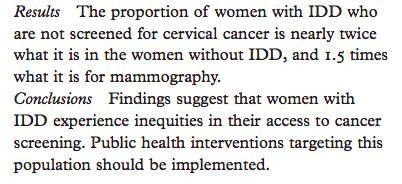 Results The proportion of women with IDD who
are not screened for cervical cancer is nearly twice
what it is in the women without IDD, and 1.5 times
what it is for mammography.
Conclusions Findings suggest that women with
IDD experience inequities in their access to cancer
screening. Public health interventions targeting this
population should be implemented.